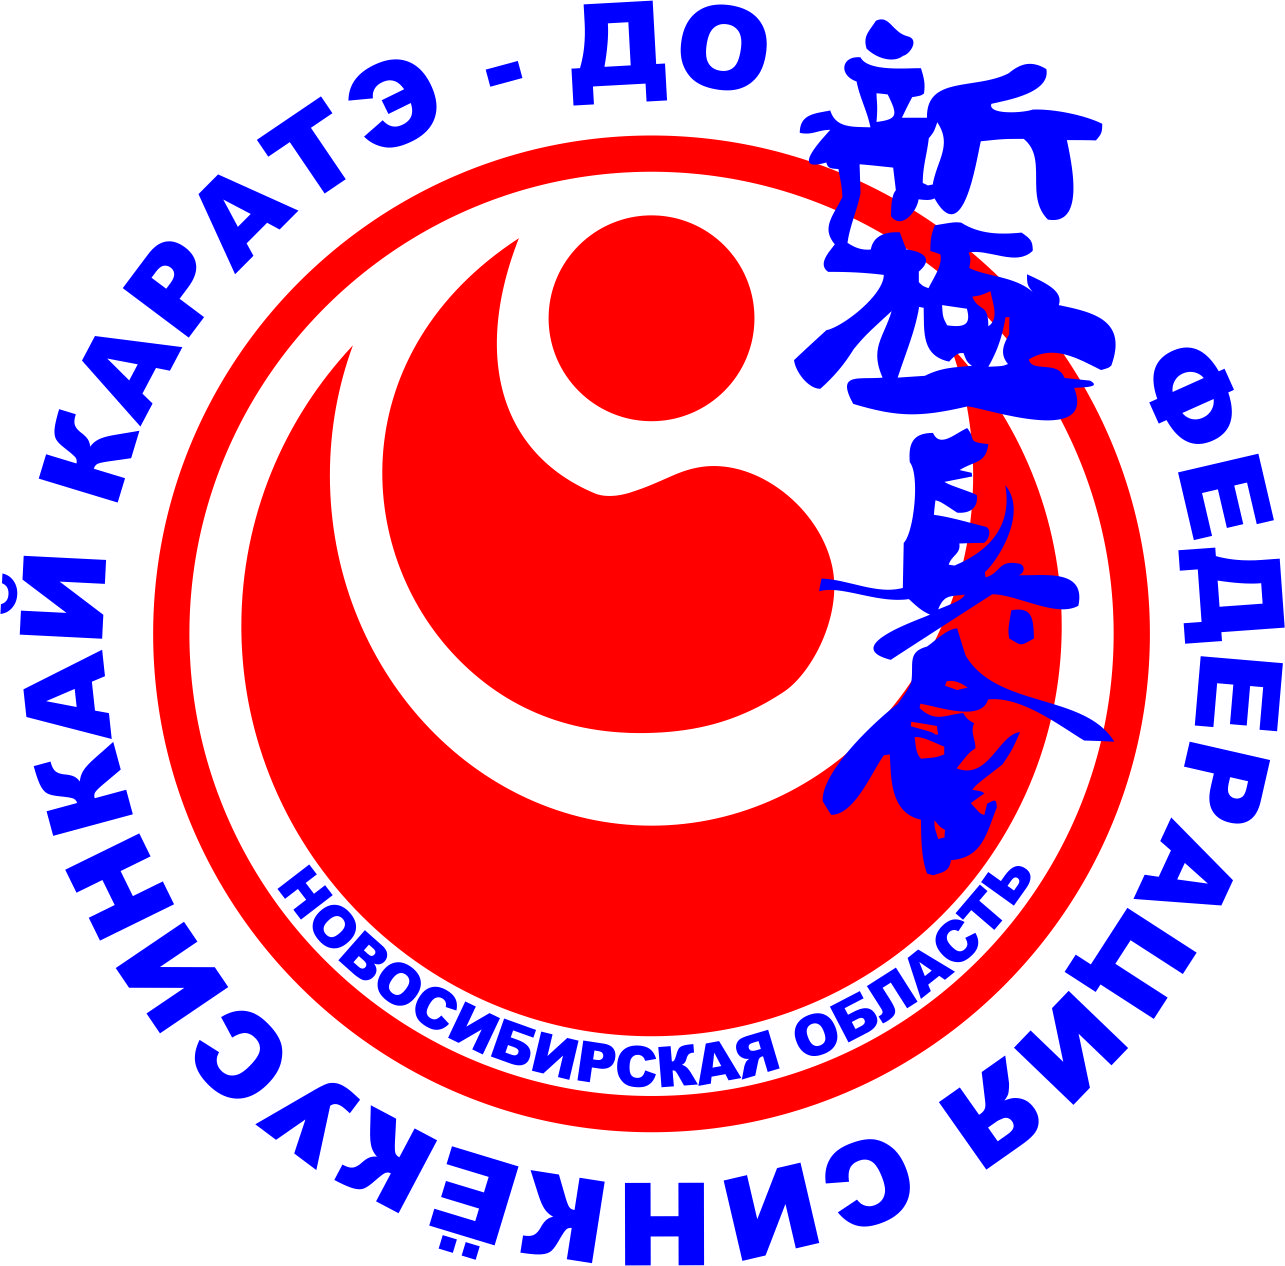 ФЕДЕРАЦИЯ СИНКЁКУСИНКАЙ КАРАТЭ - ДО
新極真會
НОВОСИБИРСКАЯ ОБЛАСТЬ